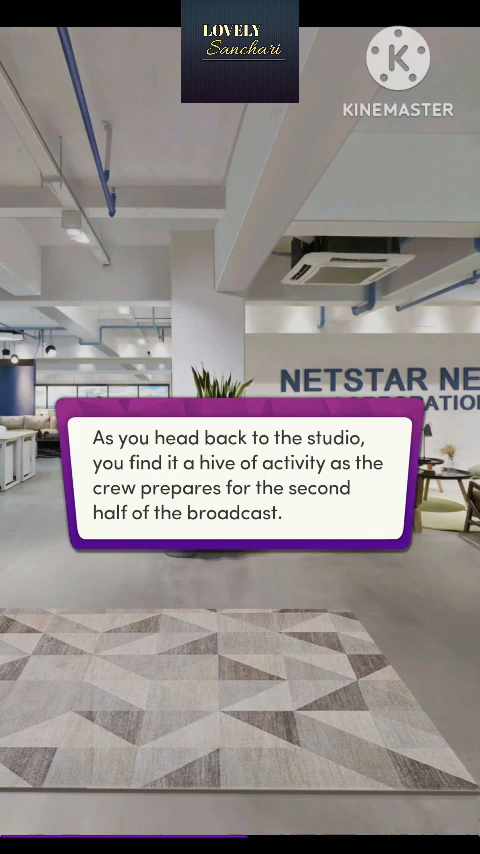 LOVELY
Sanchari
K
KINEMASTER
NETSTAR NE
As you head back to the studio,
you find it a hive of activity as the
crew prepares for the second
half of the broadcast.